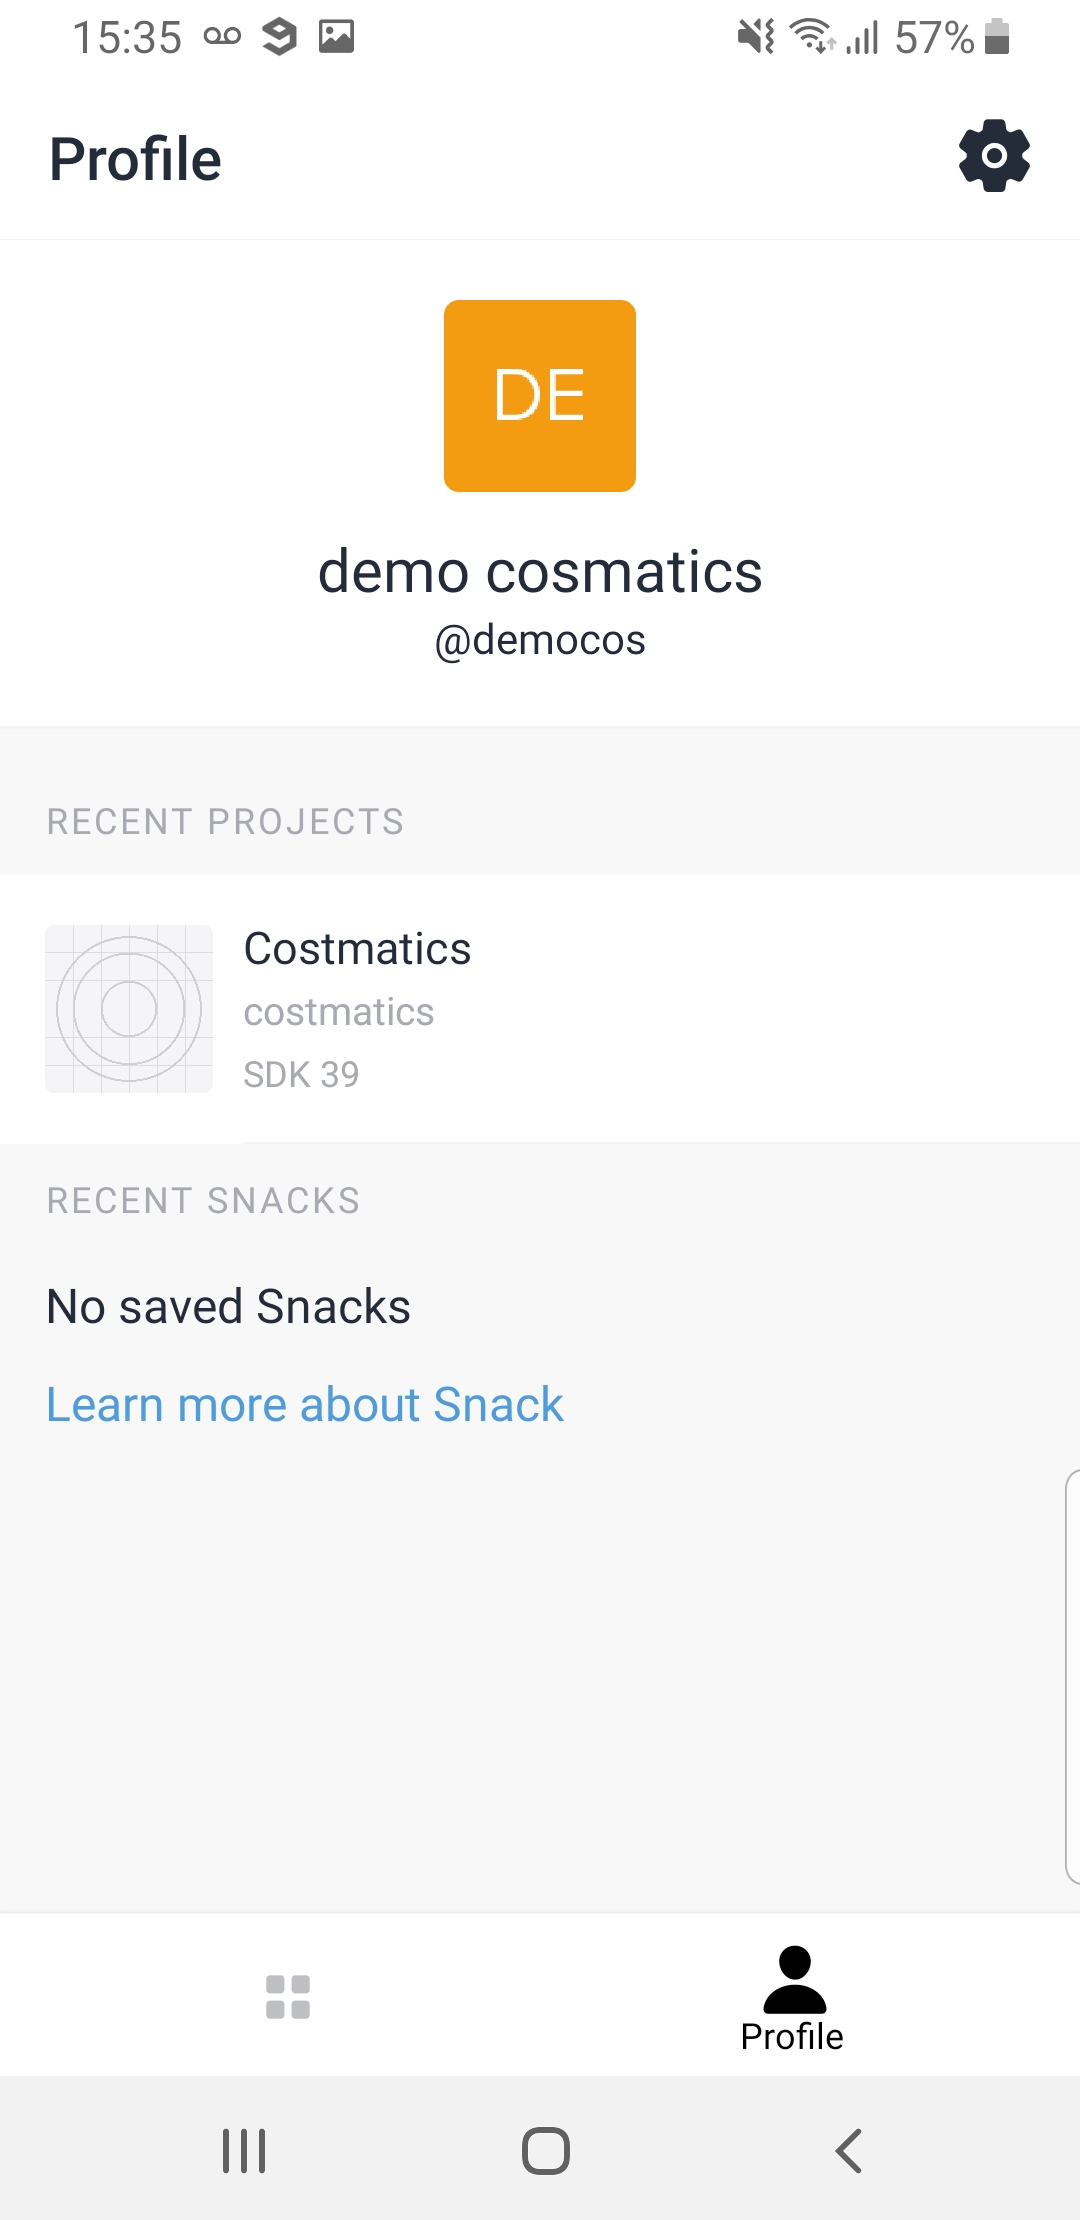 15:35 57%
Profile
DE
demo cosmatics
@democos
RECENT PROJECTS
Costmatics
costmatics
SDK 39
RECENT SNACKS
No saved Snacks
Learn more about Snack
Profile